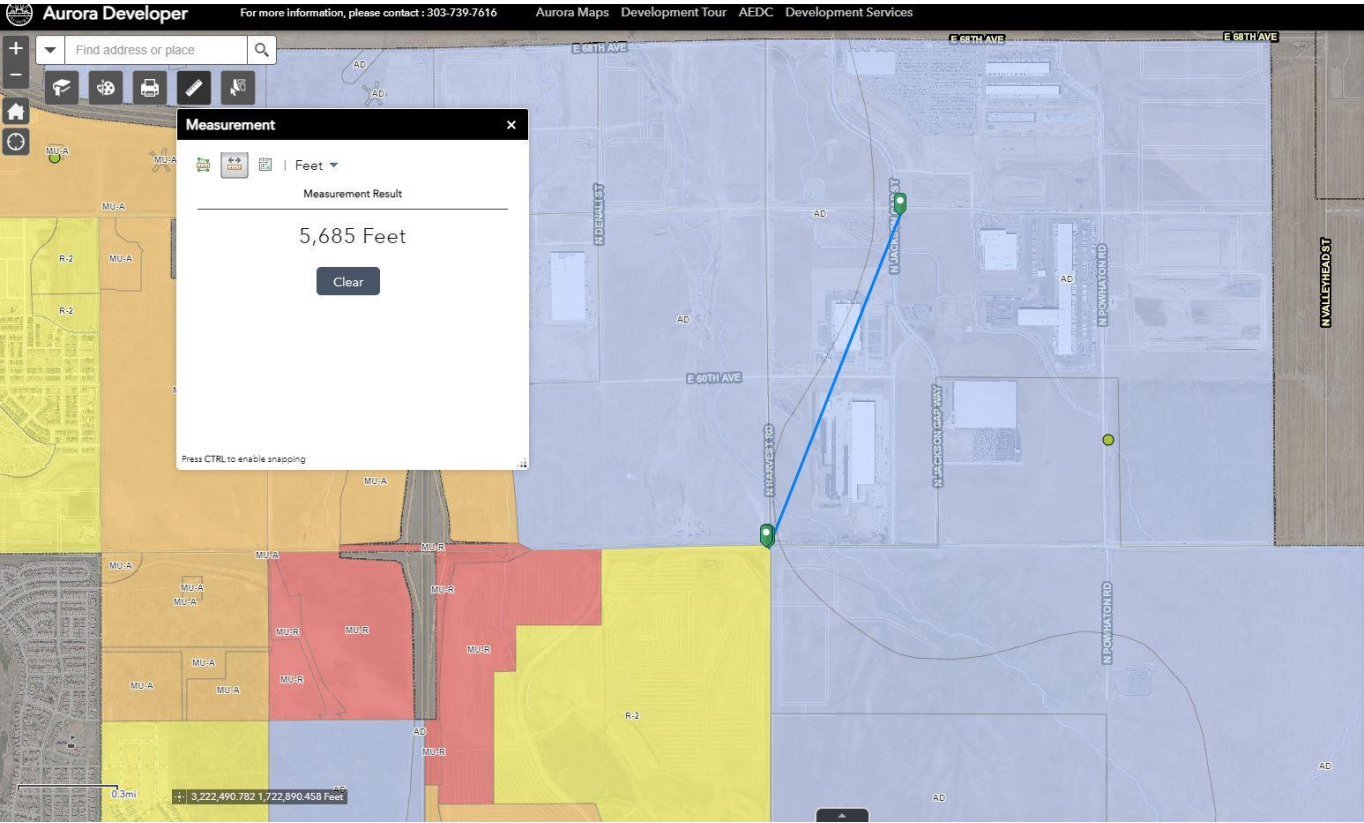 Aurora Developer
For more information, please contact : 303-739-7616
Aurora Maps Development Tour AEDC Development Services
+
Find address or place
−
E 68TH AVE
E 68TH AVE
E 68TH AVE
AD
AD
Measurement
×
MU-A
MU-A
Feet
Measurement Result
N DENALI ST
MU-A
AD
5,685 Feet
R-2
MU-A
N VALLEYHEAD ST
AD
N POWHATON RD
Clear
R-2
AD
E 60TH AVE
N JACKSON GAP WAY
N HARVEST RD
Press CTRL to enable snapping
MU-A
MU-A
MU-R
MU-A
MU-A
MU-A
MU-R
MU-R
MU-R
MU-R
MU-A
MU-R
MU-A
MU-A
N POWHATON RD
R-2
AD
MU-R
AD
0.3mi
3,222,490.782 1,722,890.458 Feet
AD